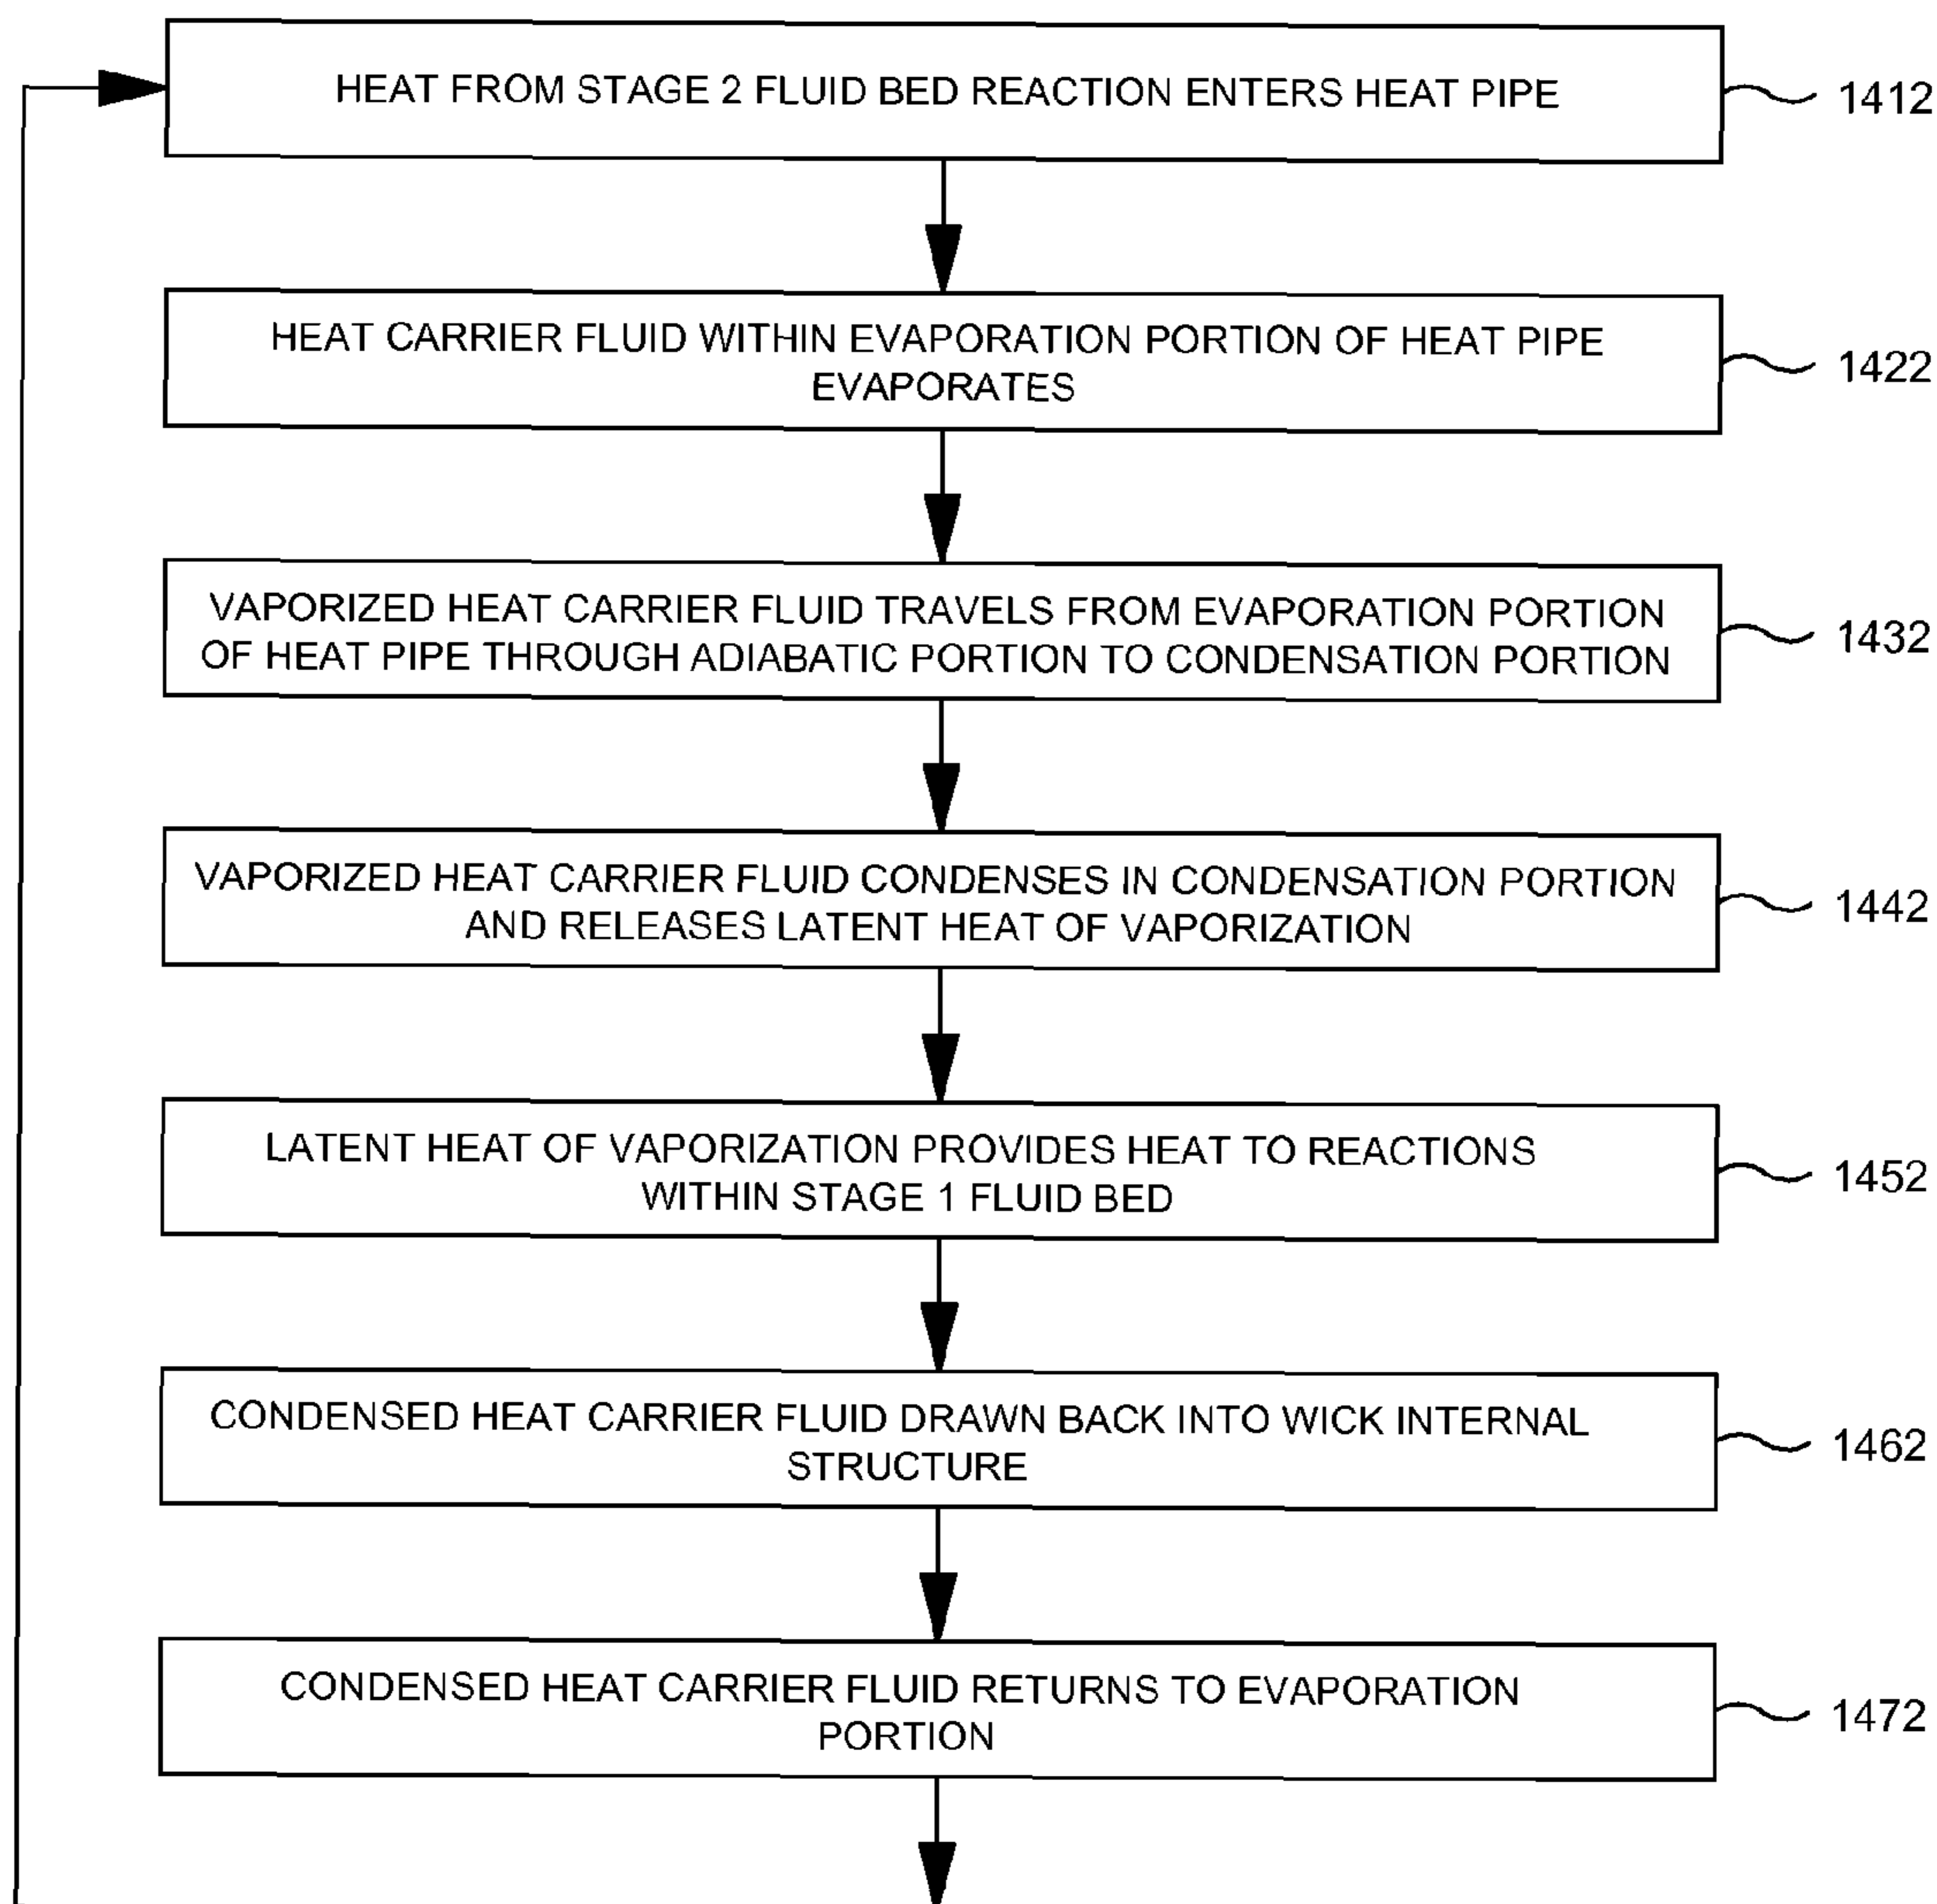 HEAT FROM STAGE 2 FLUID BED REACTION ENTERS HEAT PIPE
1412
HEAT CARRIER FLUID WITHIN EVAPORATION PORTION OF HEAT PIPE
EVAPORATES
1422
VAPORIZED HEAT CARRIER FLUID TRAVELS FROM EVAPORATION PORTION
OF HEAT PIPE THROUGH ADIABATIC PORTION TO CONDENSATION PORTION
1432
VAPORIZED HEAT CARRIER FLUID CONDENSES IN CONDENSATION PORTION
AND RELEASES LATENT HEAT OF VAPORIZATION
1442
LATENT HEAT OF VAPORIZATION PROVIDES HEAT TO REACTIONS
WITHIN STAGE 1 FLUID BED
1452
CONDENSED HEAT CARRIER FLUID DRAWN BACK INTO WICK INTERNAL
STRUCTURE
1462
CONDENSED HEAT CARRIER FLUID RETURNS TO EVAPORATION
PORTION
1472